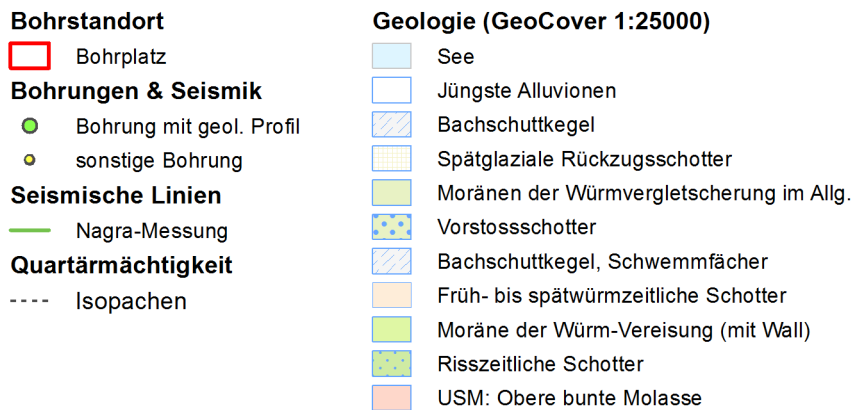 Bohrstandort
Bohrplatz
Bohrungen & Seismik
Bohrung mit geol. Profil
sonstige Bohrung
Seismische Linien
Nagra-Messung
Quartärmächtigkeit
Isopachen
Geologie (GeoCover 1:25000)
See
Jüngste Alluvionen
Bachschuttkegel
Spätglaziale Rückzugsschotter
Moränen der Würmvergletscherung im Allg.
Vorstossschotter
Bachschuttkegel, Schwemmfächer
Früh- bis spätwürmzeitliche Schotter
Moräne der Würm-Vereisung (mit Wall)
Risszeitliche Schotter
USM: Obere bunte Molasse